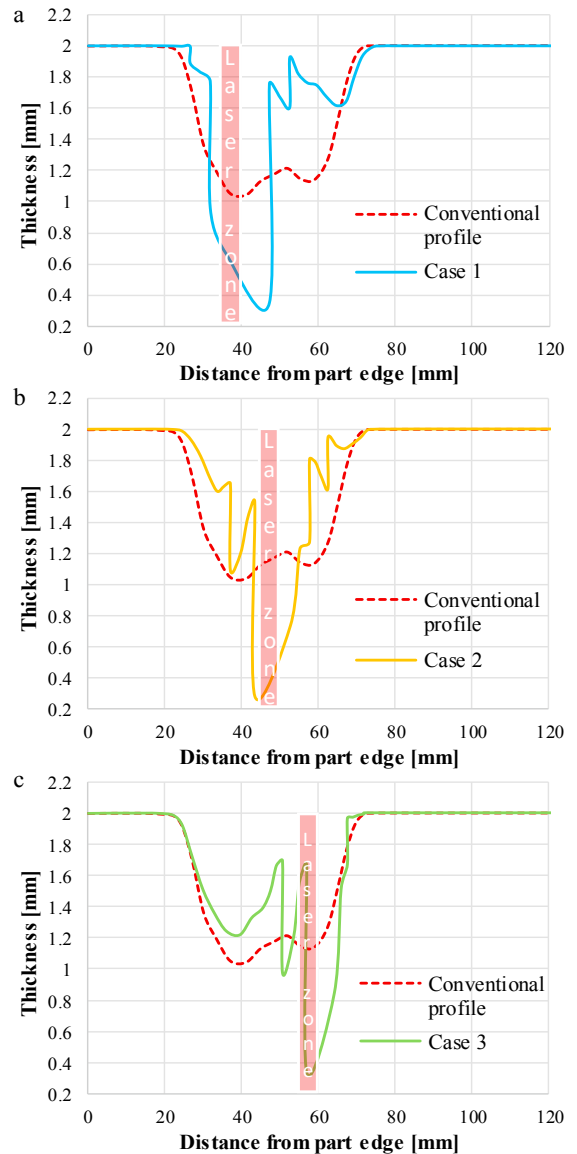 a
2.2
2
1.8
1.6
1.4
1.2
1
0.8
0.6
0.4
0.2
Thickness [mm]
Laser zone
Conventional
profile
Case 1
0 20 40 60 80 100 120
Distance from part edge [mm]
b
2.2
2
1.8
1.6
1.4
1.2
1
0.8
0.6
0.4
0.2
Thickness [mm]
Laser zone
Conventional
profile
Case 2
0 20 40 60 80 100 120
Distance from part edge [mm]
c
2.2
2
1.8
1.6
1.4
1.2
1
0.8
0.6
0.4
0.2
Thickness [mm]
Laser zone
Conventional
profile
Case 3
0 20 40 60 80 100 120
Distance from part edge [mm]